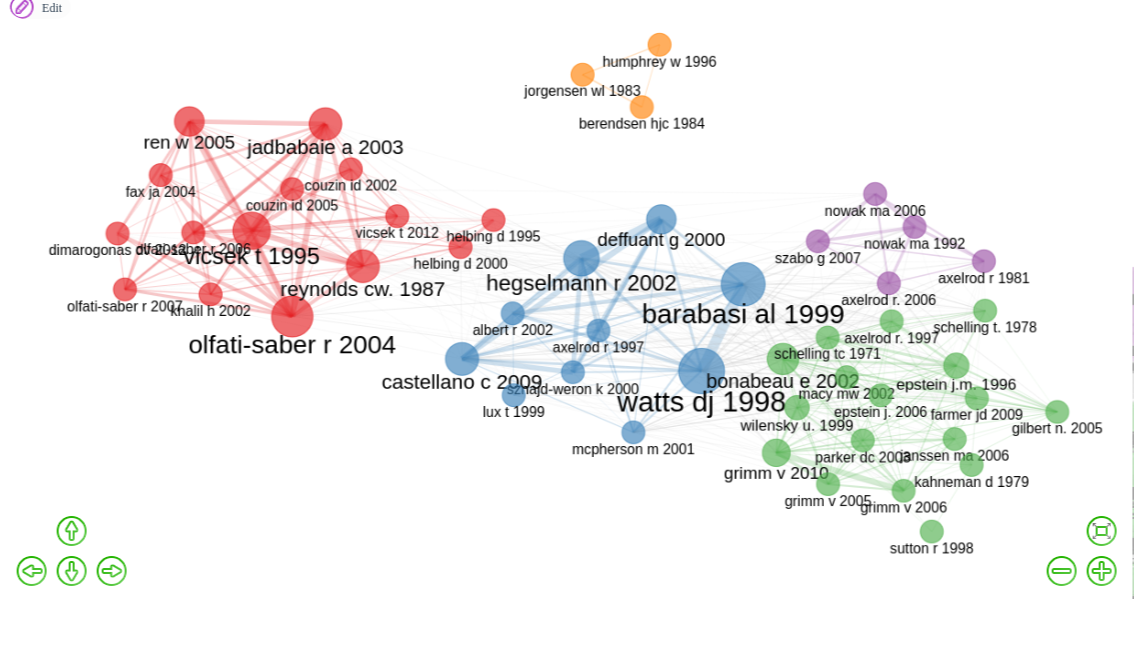 Edit
humphrey w 1996
jorgensen wl 1983
berendsen hjc 1984
ren w 2005
jadbabaie a 2003
fax ja 2004
couzin id 2002
couzin id 2005
vicsek t 2012
helbing d 1995
dimarogonas
olfati-saber r 2006
vicsek t 1995
helbing d 2000
reynolds cw. 1987
olfati-saber r 2007
khalil h 2002
olfati-saber r 2004
deffuant g 2000
hegselmann r 2002
barabasi al 1999
albert r 2002
axelrod r 1997
castellano c 2009
sznajd-weron k 2000
lux t 1999
watts dj 1998
mcpherson m 2001
nowak ma 2006
nowak ma 1992
szabo g 2007
axelrod r 1981
axelrod r. 2006
schelling t. 1978
axelrod r. 1997
schelling tc 1971
bonabeau e 2002
epstein j.m. 1996
macy mw 2002
epstein j. 2006
farmer jd 2009
gilbert n. 2005
wilensky u. 1999
parker dc 2003
janssen ma 2006
grimm v 2010
kahneman d 1979
grimm v 2005
grimm v 2006
sutton r 1998